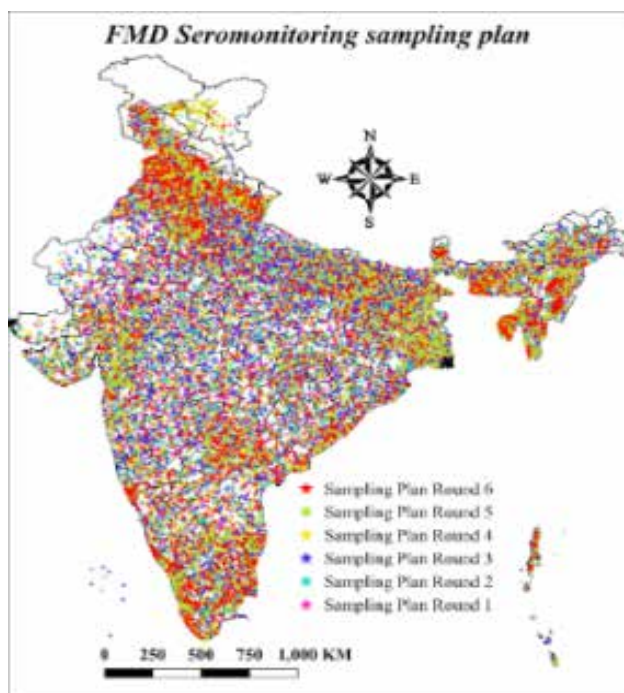 FMD Seromonitoring sampling plan
N
W E
S
Sampling Plan Round 6
Sampling Plan Round 5
Sampling Plan Round 4
Sampling Plan Round 3
Sampling Plan Round 2
Sampling Plan Round 1
0 250 500 750 1,000 KM